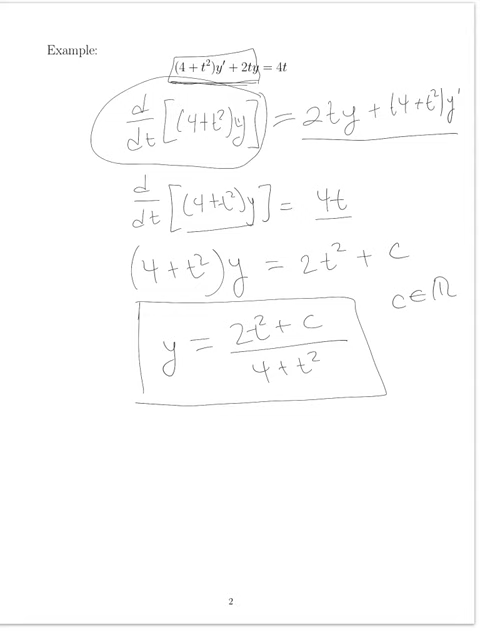 Example:
(4 + t²)y′ + 2ty = 4t
d/dt [(4+t²)y] = 2ty + (4+t²)y'
d/dt [(4+t²)y] = 4t
(4+t²)y = 2t² + c
c ∈ ℝ
y = (2t² + c)/(4 + t²)
2